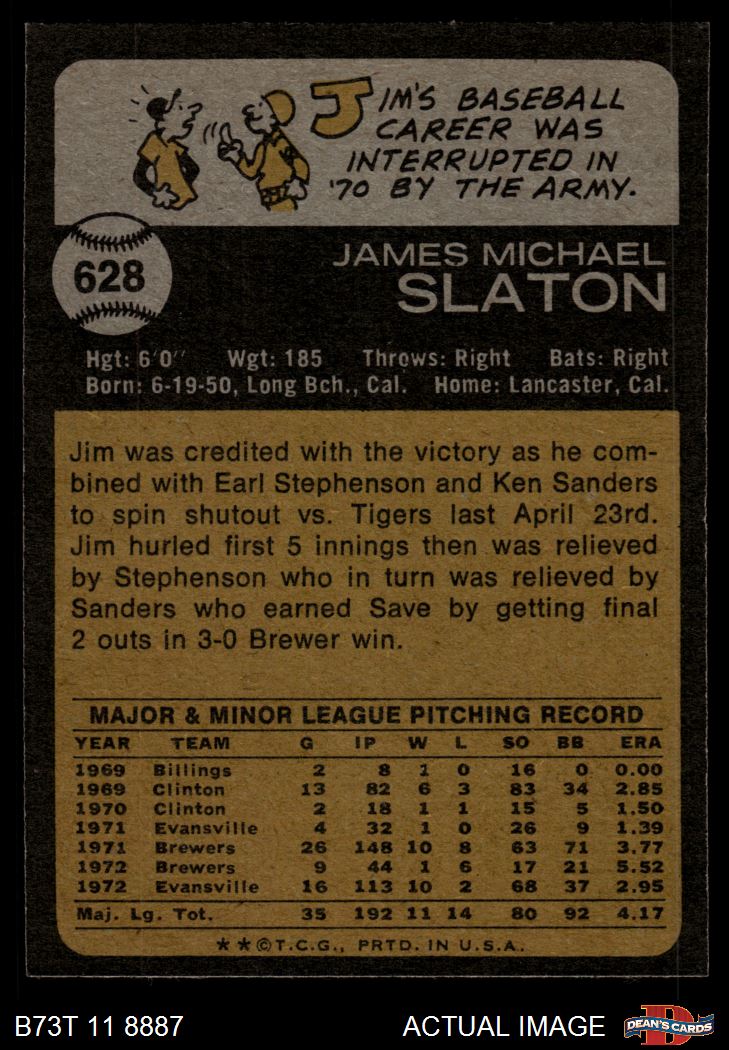 JIM'S BASEBALL
CAREER WAS
INTERRUPTED IN
'70 BY THE ARMY.
628
JAMES MICHAEL
SLATON
Hgt: 6'0" Wgt: 185 Throws: Right Bats: Right
Born: 6-19-50, Long Bch., Cal. Home: Lancaster, Cal.
Jim was credited with the victory as he com-
bined with Earl Stephenson and Ken Sanders
to spin shutout vs. Tigers last April 23rd.
Jim hurled first 5 innings then was relieved
by Stephenson who in turn was relieved by
Sanders who earned Save by getting final
2 outs in 3-0 Brewer win.
MAJOR & MINOR LEAGUE PITCHING RECORD
YEAR TEAM G IP W L SO BB ERA
1969 Billings 2 8 1 0 16 0 0.00
1969 Clinton 13 82 6 3 83 34 2.85
1970 Clinton 2 18 1 1 15 5 1.50
1971 Evansville 4 32 1 0 26 9 1.39
1971 Brewers 26 148 10 8 63 71 3.77
1972 Brewers 9 44 1 6 17 21 5.52
1972 Evansville 16 113 10 2 68 37 2.95
Maj. Lg. Tot. 35 192 11 14 80 92 4.17
**©T.C.G., PRTD. IN U.S.A.
B73T 11 8887 ACTUAL IMAGE DEAN'S CARDS